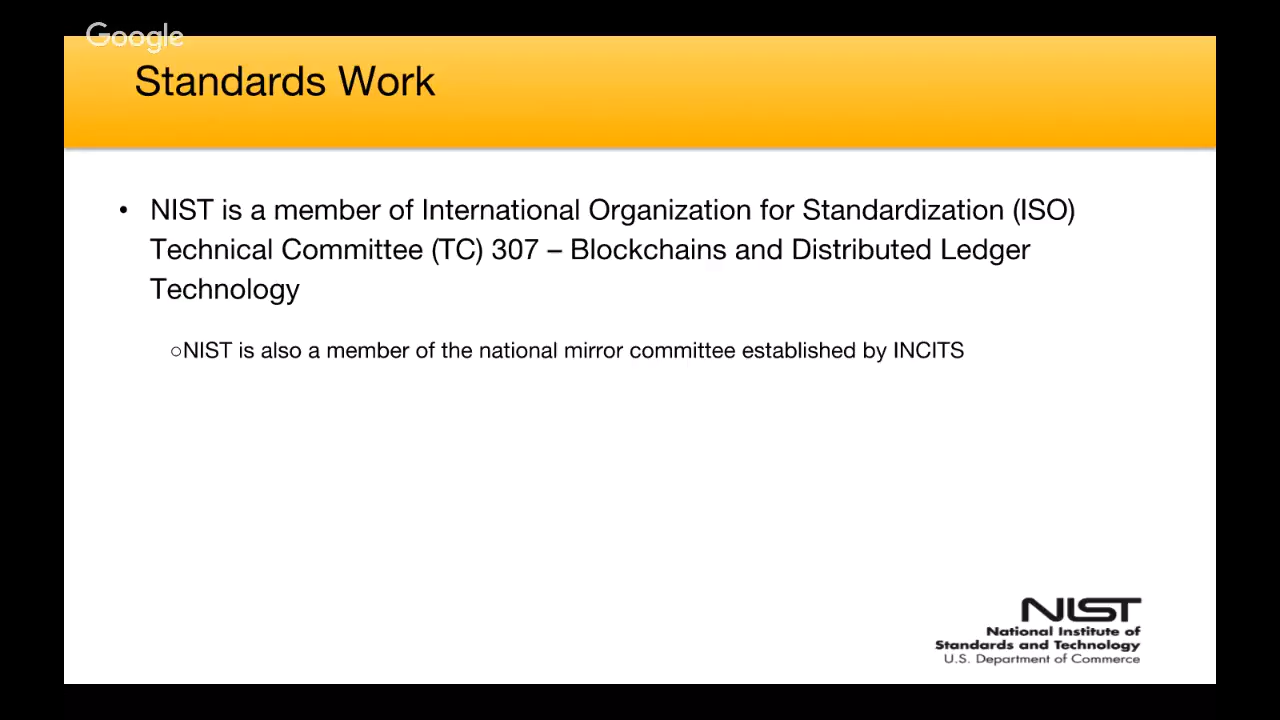 Google
Standards Work
• NIST is a member of International Organization for Standardization (ISO)
Technical Committee (TC) 307 – Blockchains and Distributed Ledger
Technology
○NIST is also a member of the national mirror committee established by INCITS
NIST
National Institute of
Standards and Technology
U.S. Department of Commerce